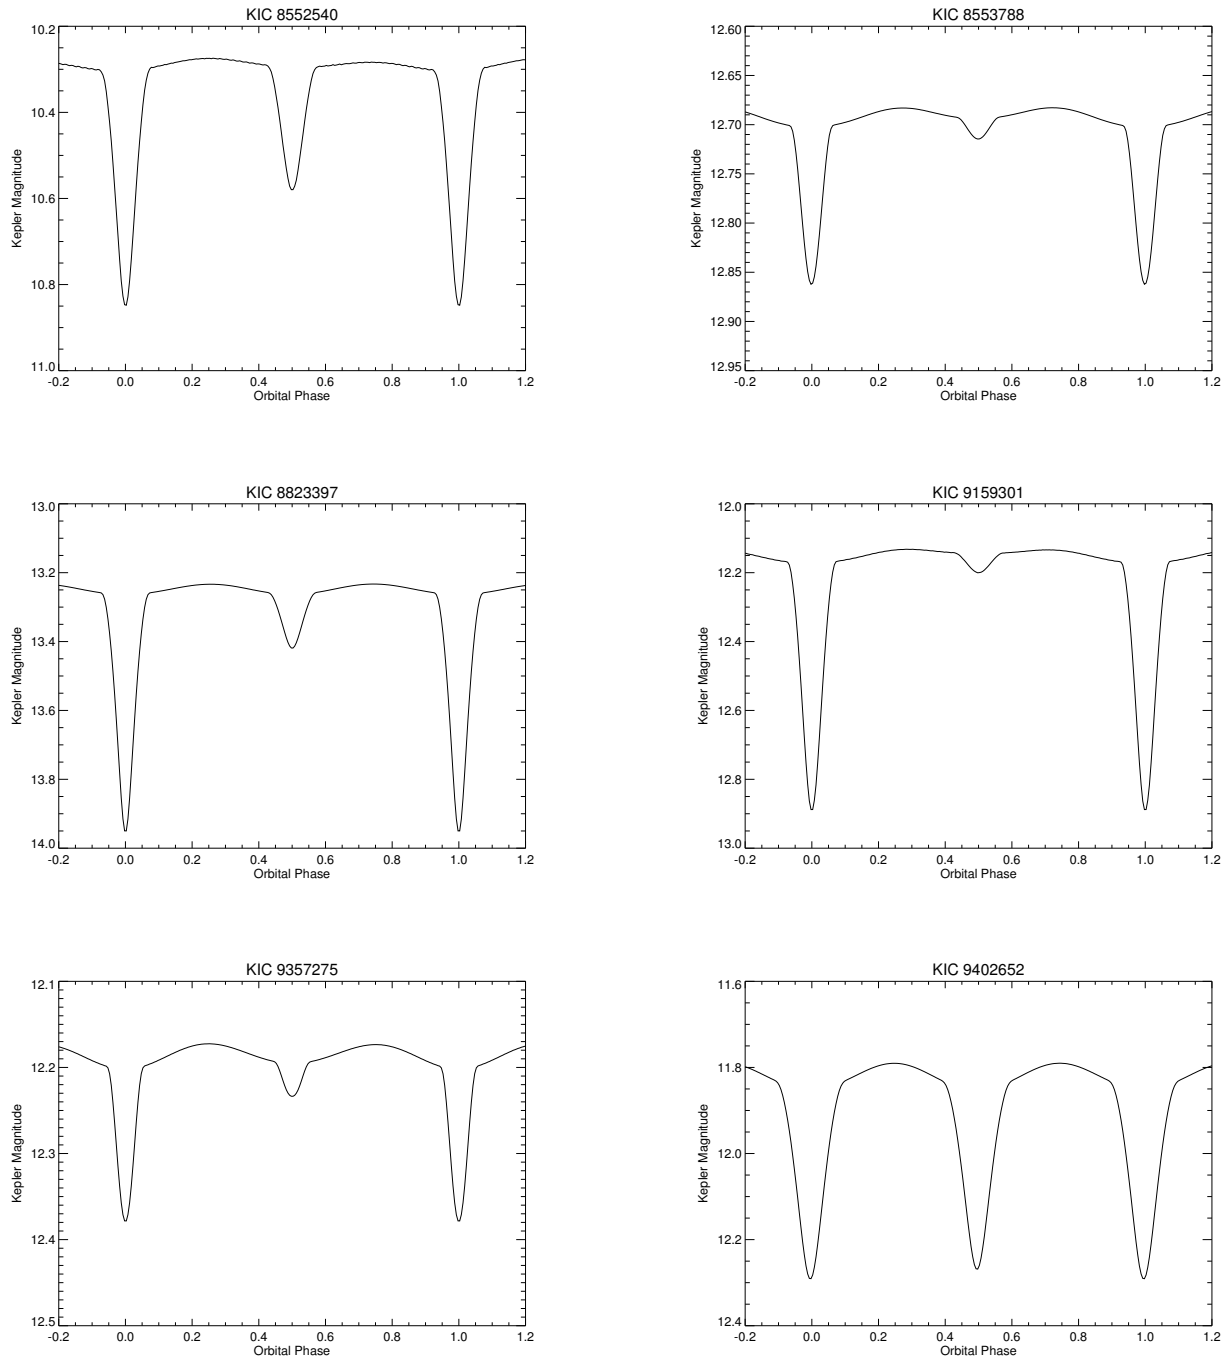 KIC 8552540
10.2
10.4
10.6
10.8
11.0
Kepler Magnitude
-0.2 0.0 0.2 0.4 0.6 0.8 1.0 1.2
Orbital Phase
KIC 8553788
12.60
12.65
12.70
12.75
12.80
12.85
12.90
12.95
Kepler Magnitude
-0.2 0.0 0.2 0.4 0.6 0.8 1.0 1.2
Orbital Phase
KIC 8823397
13.0
13.2
13.4
13.6
13.8
14.0
Kepler Magnitude
-0.2 0.0 0.2 0.4 0.6 0.8 1.0 1.2
Orbital Phase
KIC 9159301
12.0
12.2
12.4
12.6
12.8
13.0
Kepler Magnitude
-0.2 0.0 0.2 0.4 0.6 0.8 1.0 1.2
Orbital Phase
KIC 9357275
12.1
12.2
12.3
12.4
12.5
Kepler Magnitude
-0.2 0.0 0.2 0.4 0.6 0.8 1.0 1.2
Orbital Phase
KIC 9402652
11.6
11.8
12.0
12.2
12.4
Kepler Magnitude
-0.2 0.0 0.2 0.4 0.6 0.8 1.0 1.2
Orbital Phase